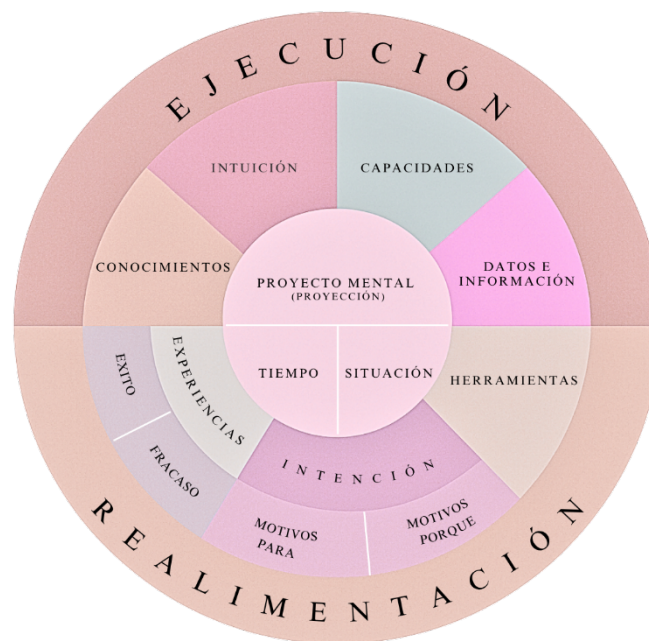 EJECUCIÓN
INTUICIÓN
CAPACIDADES
CONOCIMIENTOS
DATOS E
INFORMACIÓN
PROYECTO MENTAL
(PROYECCIÓN)
TIEMPO
SITUACIÓN
HERRAMIENTAS
EXITO
EXPERIENCIAS
FRACASO
INTENCIÓN
MOTIVOS
PARA
MOTIVOS
PORQUE
REALIMENTACIÓN